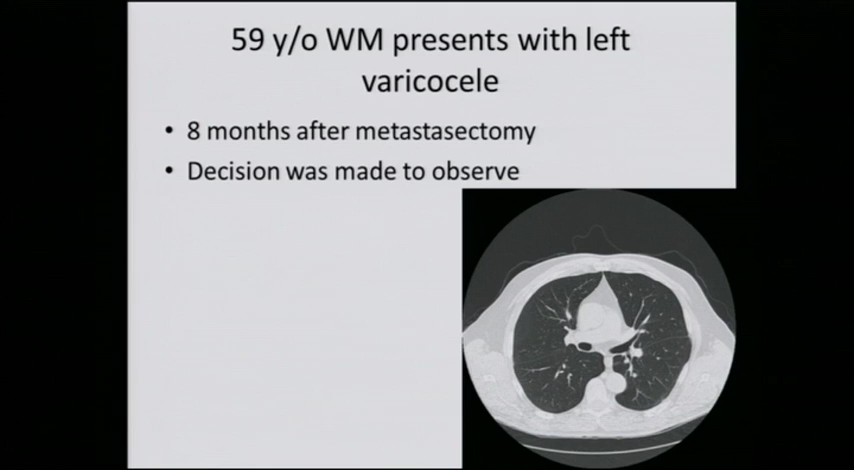 59 y/o WM presents with left
varicocele
• 8 months after metastasectomy
• Decision was made to observe